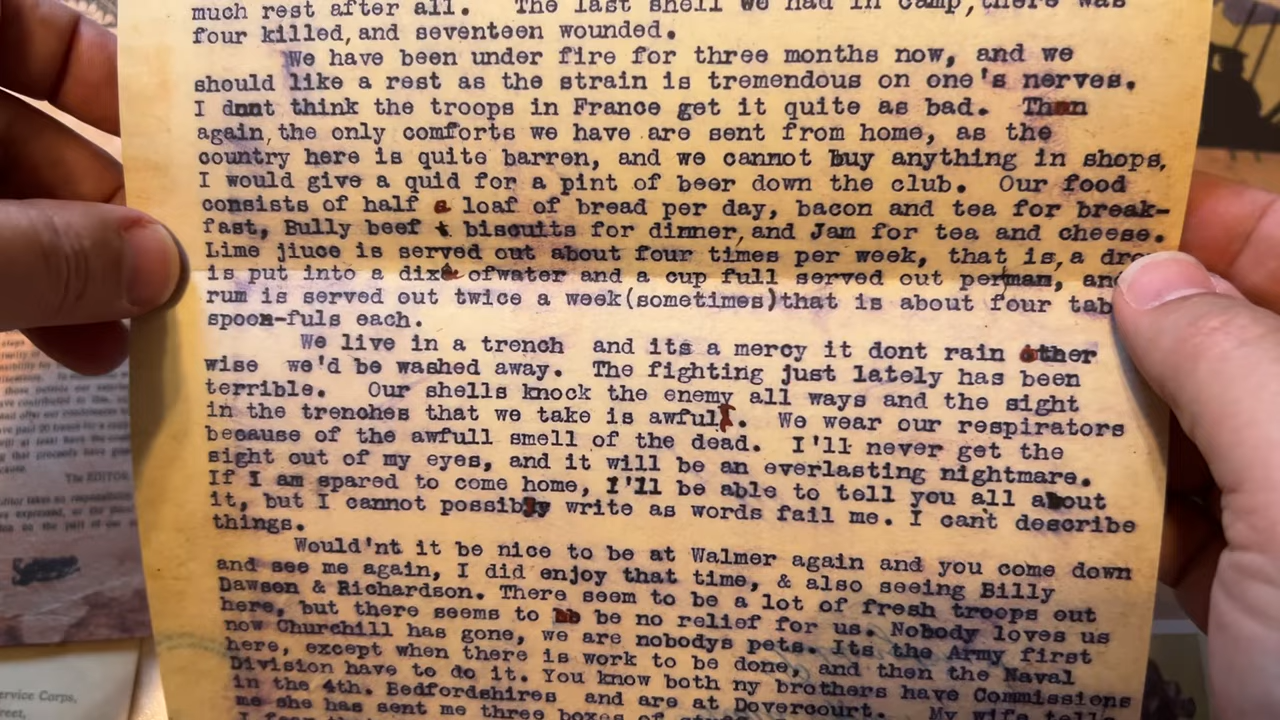 much rest after all. The last shell we had in camp, there was
four killed, and seventeen wounded.
We have been under fire for three months now, and we
should like a rest as the strain is tremendous on one's nerves.
I dont think the troops in France get it quite as bad. Then
again, the only comforts we have are sent from home, as the
country here is quite barren, and we cannot buy anything in shops,
I would give a quid for a pint of beer down the club. Our food
consists of half a loaf of bread per day, bacon and tea for break-
fast, Bully beef & biscuits for dinner, and Jam for tea and cheese.
Lime jiuce is served out about four times per week, that is, a
is put into a dixe ofwater and a cup full served out perman, and
rum is served out twice a week(sometimes)that is about four tab
spoon-fuls each.
We live in a trench and its a mercy it dont rain other
wise we'd be washed away. The fighting just lately has been
terrible. Our shells knock the enemy all ways and the sight
in the trenches that we take is awful. We wear our respirators
because of the awfull smell of the dead. I'll never get the
sight out of my eyes, and it will be an everlasting nightmare.
If I am spared to come home, I'll be able to tell you all about
it, but I cannot possibly write as words fail me. I can't describe
things.
Would'nt it be nice to be at Walmer again and you come down
and see me again, I did enjoy that time, & also seeing Billy
Dawson & Richardson. There seem to be a lot of fresh troops out
here, but there seems to be no relief for us. Nobody loves us
now Churchill has gone, we are nobodys pets. Its the Army first
here, except when there is work to be done, and then the Naval
Division have to do it. You know both ny brothers have Commissions
in the 4th. Bedfordshires and are at Dovercourt. My wife
me she has sent me three boxes of
The EDITOR
ervice Corps,
reet,